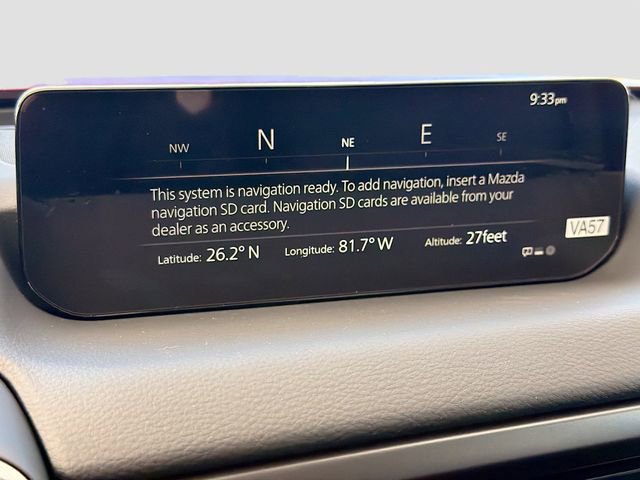 9:33pm
NW N NE E SE
This system is navigation ready. To add navigation, insert a Mazda
navigation SD card. Navigation SD cards are available from your
dealer as an accessory.
Latitude: 26.2° N Longitude: 81.7° W Altitude: 27feet
VA57